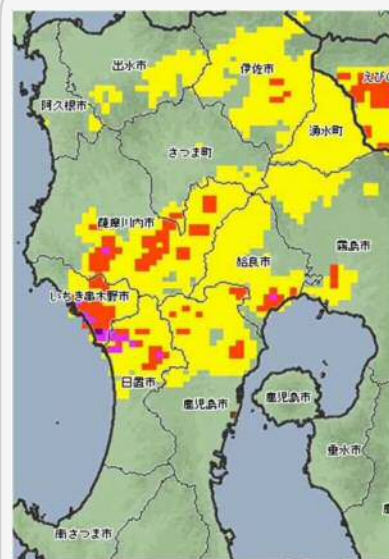 出水市
伊佐市
えび
阿久根市
湧水町
さつま町
薩摩川内市
霧島市
姶良市
いちき串木野市
日置市
鹿児島市
鹿児島市
垂水市
南さつま市